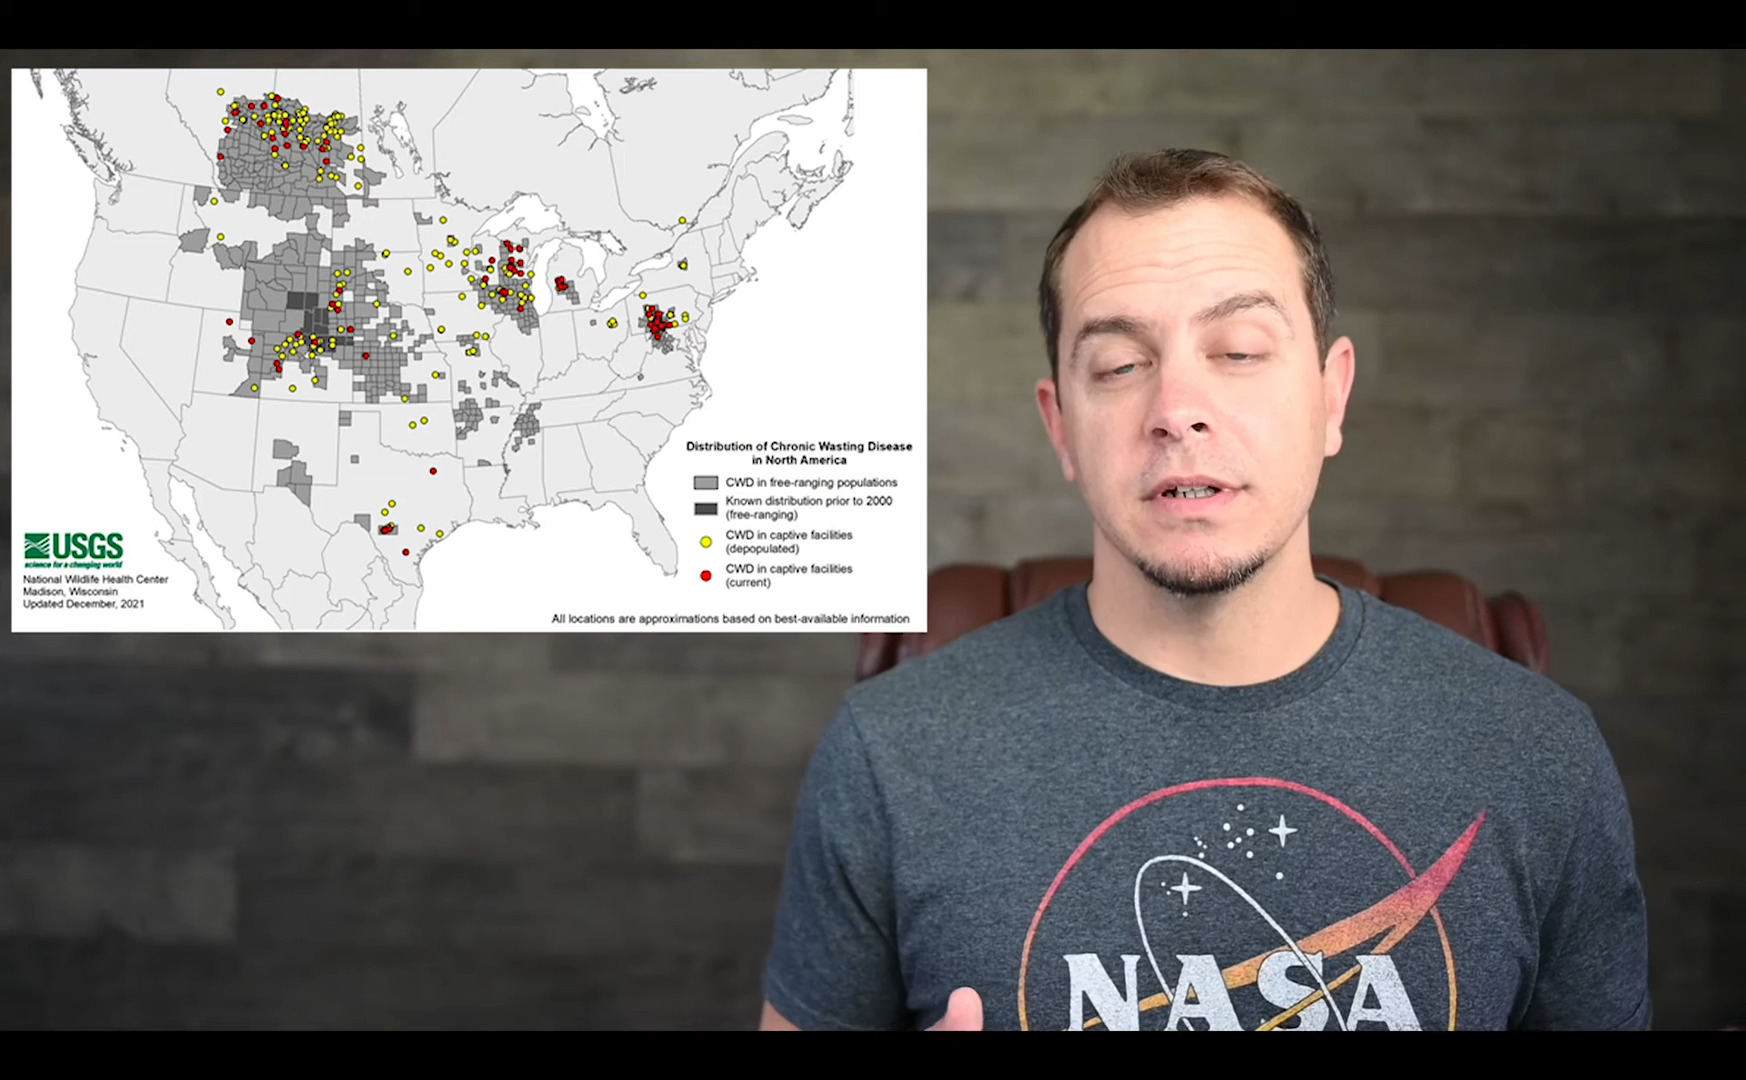 Distribution of Chronic Wasting Disease
in North America
CWD in free-ranging populations
Known distribution prior to 2000
(free-ranging)
CWD in captive facilities
(depopulated)
CWD in captive facilities
(current)
USGS
science for a changing world
National Wildlife Health Center
Madison, Wisconsin
Updated December, 2021
All locations are approximations based on best-available information
NASA